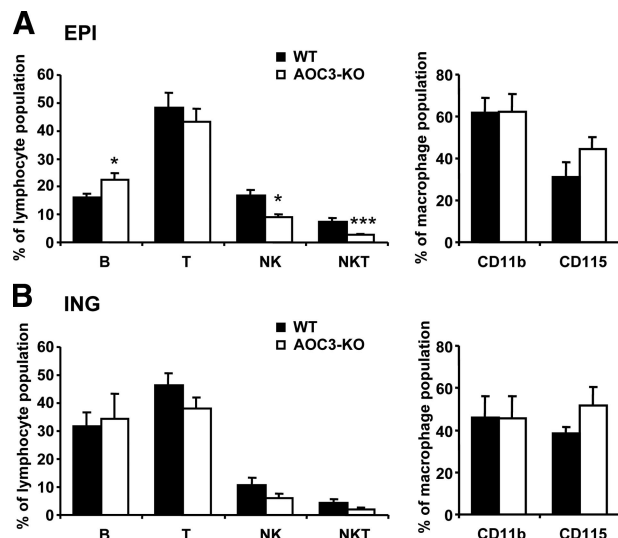 A EPI
WT
AOC3-KO
% of lymphocyte population
60
50
40
30
20
10
0
*
*
***
B T NK NKT
% of macrophage population
80
60
40
20
0
CD11b CD115
B ING
WT
AOC3-KO
% of lymphocyte population
60
50
40
30
20
10
0
B T NK NKT
% of macrophage population
80
60
40
20
0
CD11b CD115